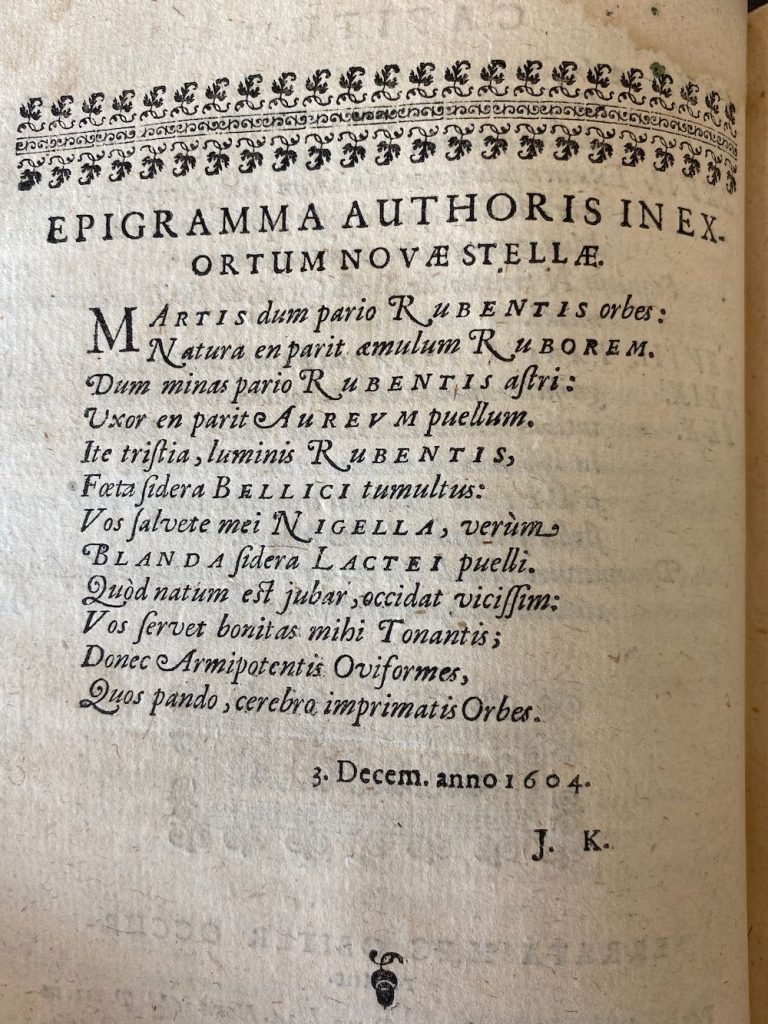 EPIGRAMMA AUTHORIS IN EX-
ORTUM NOVÆ STELLÆ.
MARTIS dum pario RUBENTIS orbes:
Natura en parit æmulum RUBOREM.
Dum minas pario RUBENTIS astri:
Uxor en parit AUREVM puellum.
Ite tristia, luminis RUBENTIS,
Fœta sidera BELLICI tumultus:
Vos salvete mei NIGELLA, verùm
BLANDA sidera LACTEI puelli.
Quòd natum est jubar, occidat vicissim:
Vos servet bonitas mihi Tonantis;
Donec Armipotentis Oviformes,
Quos pando, cerebro imprimatis Orbes.
3. Decem. anno 1604.
J. K.